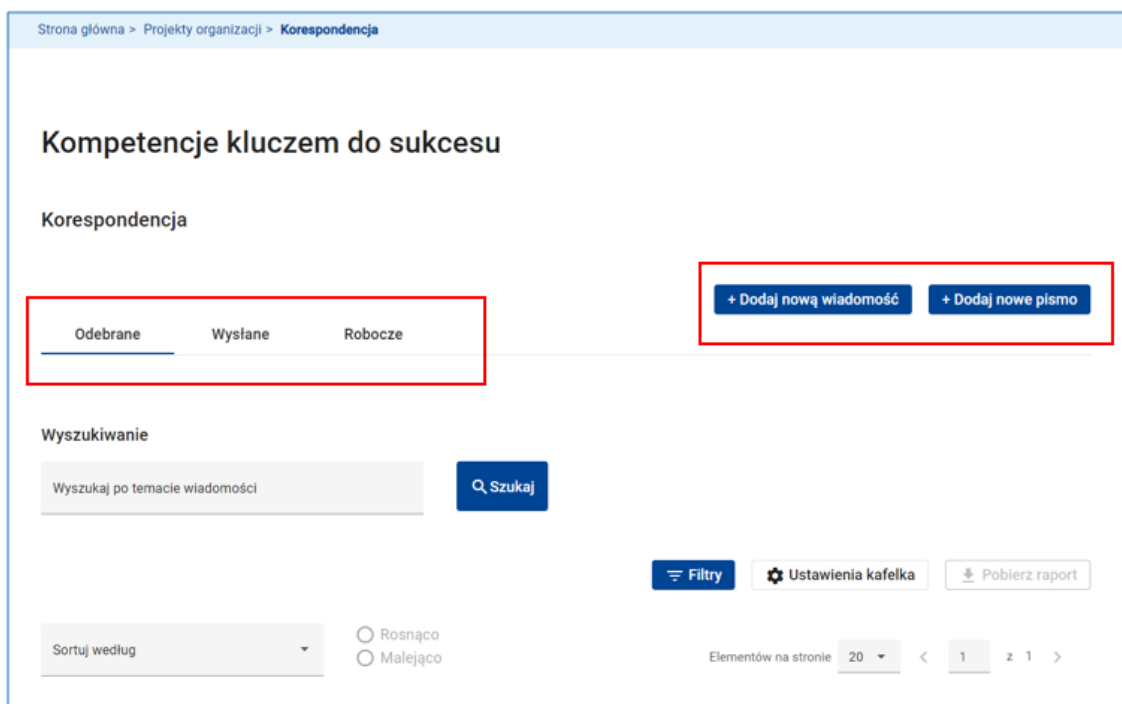 Strona główna > Projekty organizacji > Korespondencja
Kompetencje kluczem do sukcesu
Korespondencja
+ Dodaj nową wiadomość + Dodaj nowe pismo
Odebrane Wysłane Robocze
Wyszukiwanie
Wyszukaj po temacie wiadomości Szukaj
Filtry Ustawienia kafelka Pobierz raport
Sortuj według
Rosnąco
Malejąco
Elementów na stronie 20 < 1 z 1 >